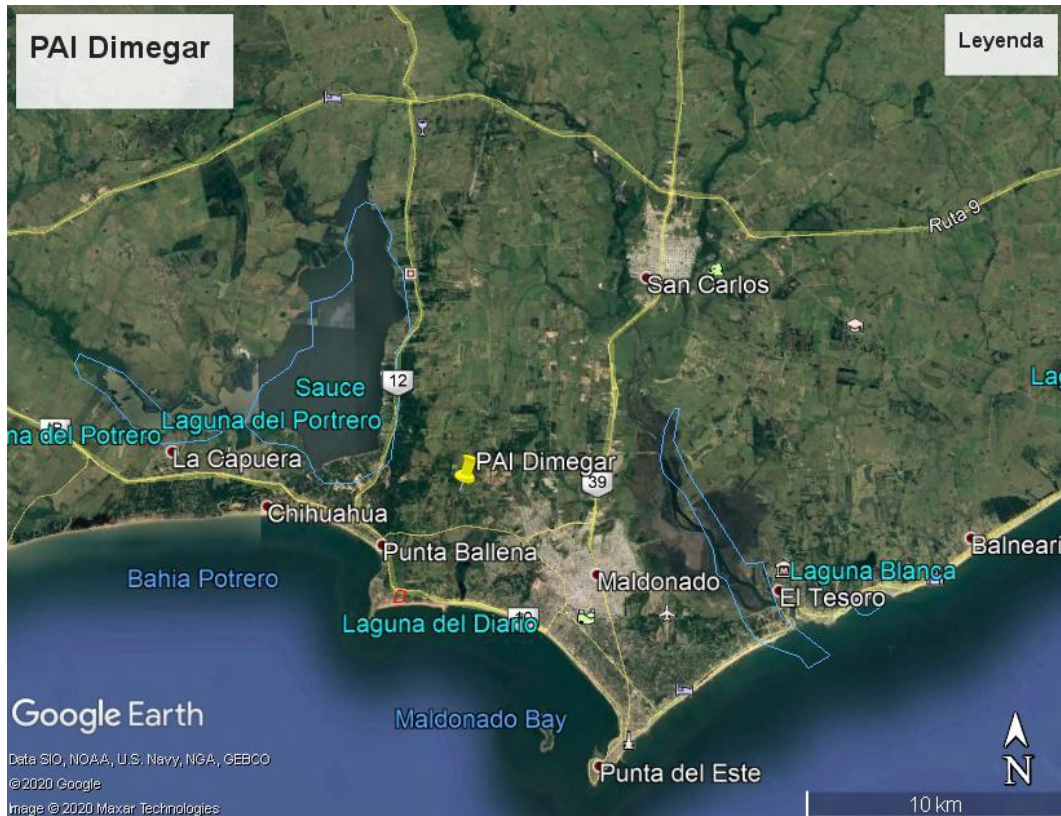 PAI Dimegar
Leyenda
Ruta 9
San Carlos
12
Sauce
Laguna del Portrero
na del Potrero
La Capuera
PAI Dimegar
39
Chihuahua
Punta Ballena
Balneari
Bahia Potrero
Maldonado
Laguna Blanca
El Tesoro
Laguna del Diario
Maldonado Bay
Google Earth
Punta del Este
N
Data SIO, NOAA, U.S. Navy, NGA, GEBCO
© 2020 Google
Image © 2020 Maxar Technologies
10 km